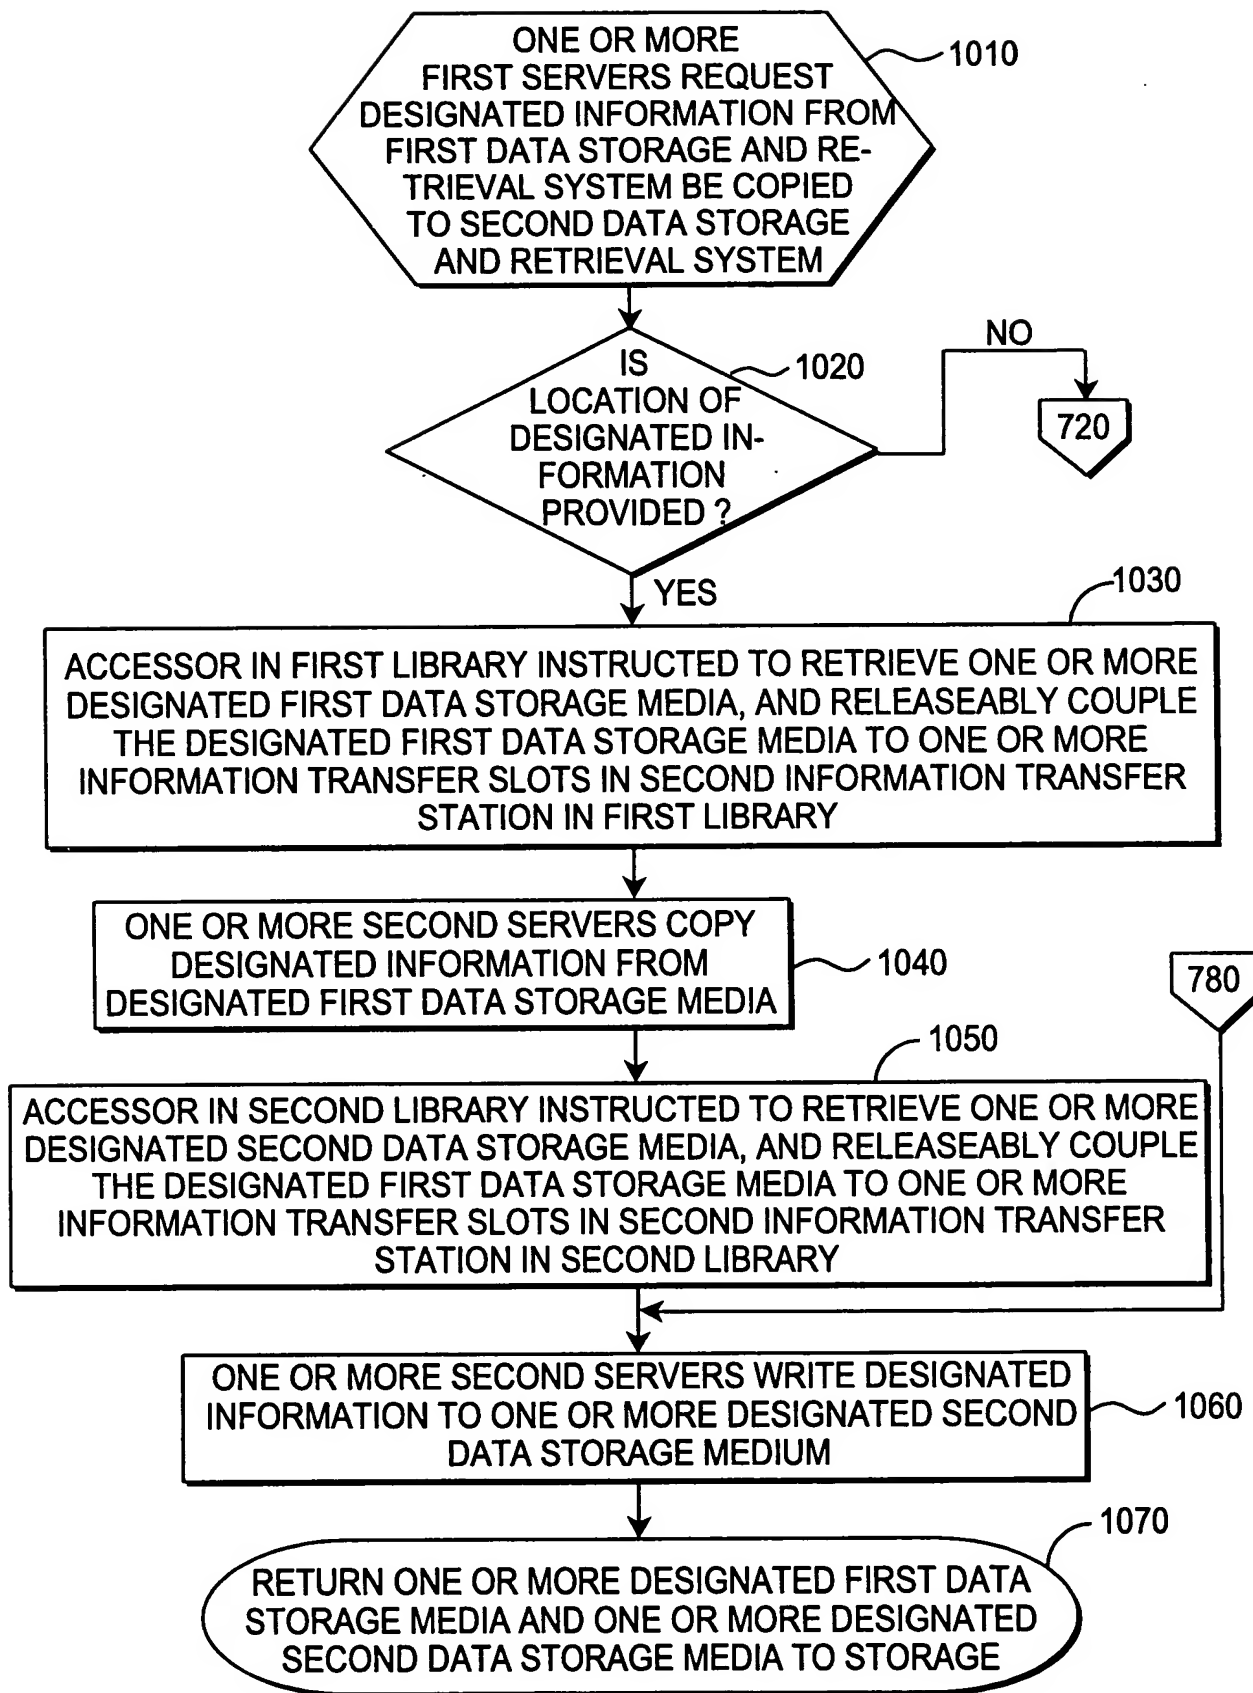 ONE OR MORE
FIRST SERVERS REQUEST
DESIGNATED INFORMATION FROM
FIRST DATA STORAGE AND RE-
TRIEVAL SYSTEM BE COPIED
TO SECOND DATA STORAGE
AND RETRIEVAL SYSTEM
1010
IS
LOCATION OF
DESIGNATED IN-
FORMATION
PROVIDED ?
1020
NO
720
YES
1030
ACCESSOR IN FIRST LIBRARY INSTRUCTED TO RETRIEVE ONE OR MORE
DESIGNATED FIRST DATA STORAGE MEDIA, AND RELEASEABLY COUPLE
THE DESIGNATED FIRST DATA STORAGE MEDIA TO ONE OR MORE
INFORMATION TRANSFER SLOTS IN SECOND INFORMATION TRANSFER
STATION IN FIRST LIBRARY
ONE OR MORE SECOND SERVERS COPY
DESIGNATED INFORMATION FROM
DESIGNATED FIRST DATA STORAGE MEDIA
1040
780
1050
ACCESSOR IN SECOND LIBRARY INSTRUCTED TO RETRIEVE ONE OR MORE
DESIGNATED SECOND DATA STORAGE MEDIA, AND RELEASEABLY COUPLE
THE DESIGNATED FIRST DATA STORAGE MEDIA TO ONE OR MORE
INFORMATION TRANSFER SLOTS IN SECOND INFORMATION TRANSFER
STATION IN SECOND LIBRARY
ONE OR MORE SECOND SERVERS WRITE DESIGNATED
INFORMATION TO ONE OR MORE DESIGNATED SECOND
DATA STORAGE MEDIUM
1060
1070
RETURN ONE OR MORE DESIGNATED FIRST DATA
STORAGE MEDIA AND ONE OR MORE DESIGNATED
SECOND DATA STORAGE MEDIA TO STORAGE